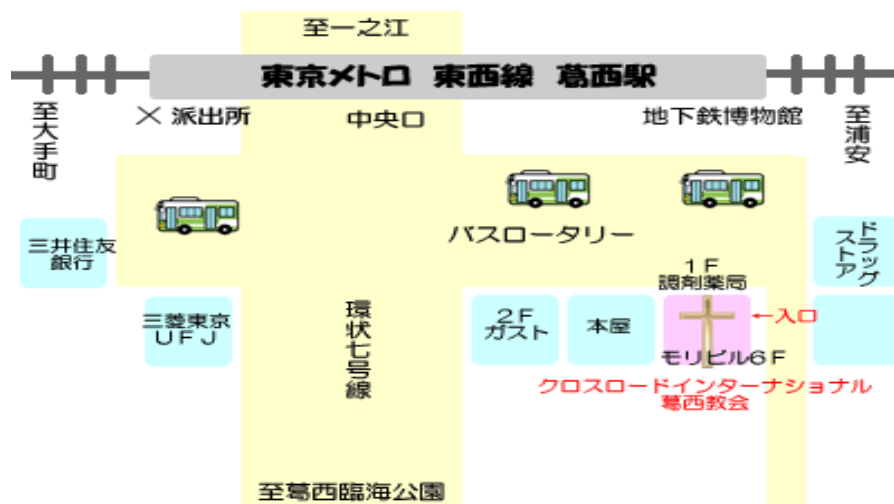 至一之江
東京メトロ 東西線 葛西駅
至大手町
× 派出所
中央口
地下鉄博物館
至浦安
バスロータリー
三井住友
銀行
ドラッグ
ストア
1F
調剤薬局
三菱東京
UFJ
環状七号線
2F
ガスト
本屋
←入口
モリビル6F
クロスロードインターナショナル
葛西教会
至葛西臨海公園